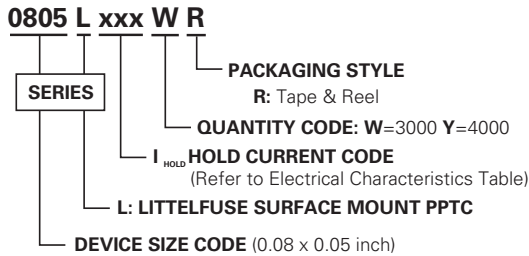 0805 L xxx W R
PACKAGING STYLE
R: Tape & Reel
SERIES
QUANTITY CODE: W=3000 Y=4000
I HOLD HOLD CURRENT CODE
(Refer to Electrical Characteristics Table)
L: LITTELFUSE SURFACE MOUNT PPTC
DEVICE SIZE CODE (0.08 x 0.05 inch)